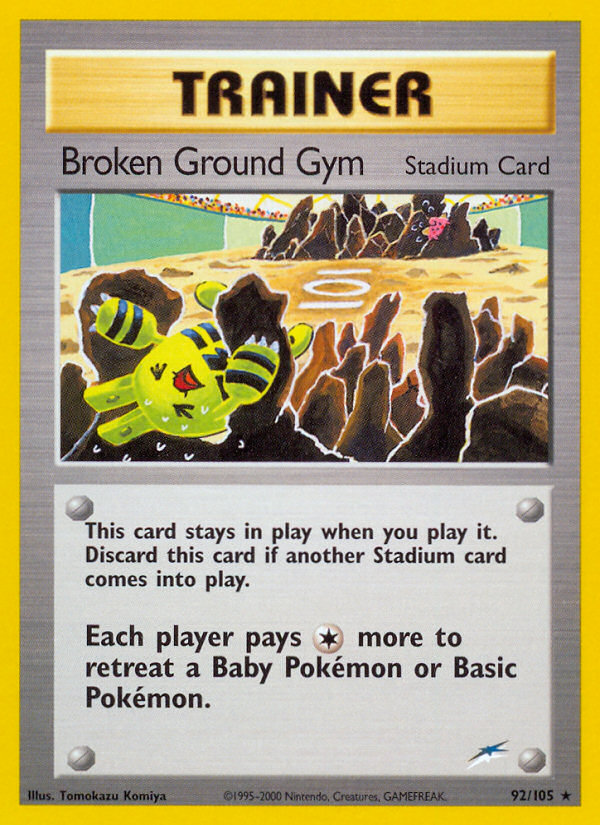 TRAINER
Broken Ground Gym Stadium Card
This card stays in play when you play it.
Discard this card if another Stadium card
comes into play.
Each player pays more to
retreat a Baby Pokémon or Basic
Pokémon.
Illus. Tomokazu Komiya ©1995-2000 Nintendo, Creatures, GAMEFREAK. 92/105 ★